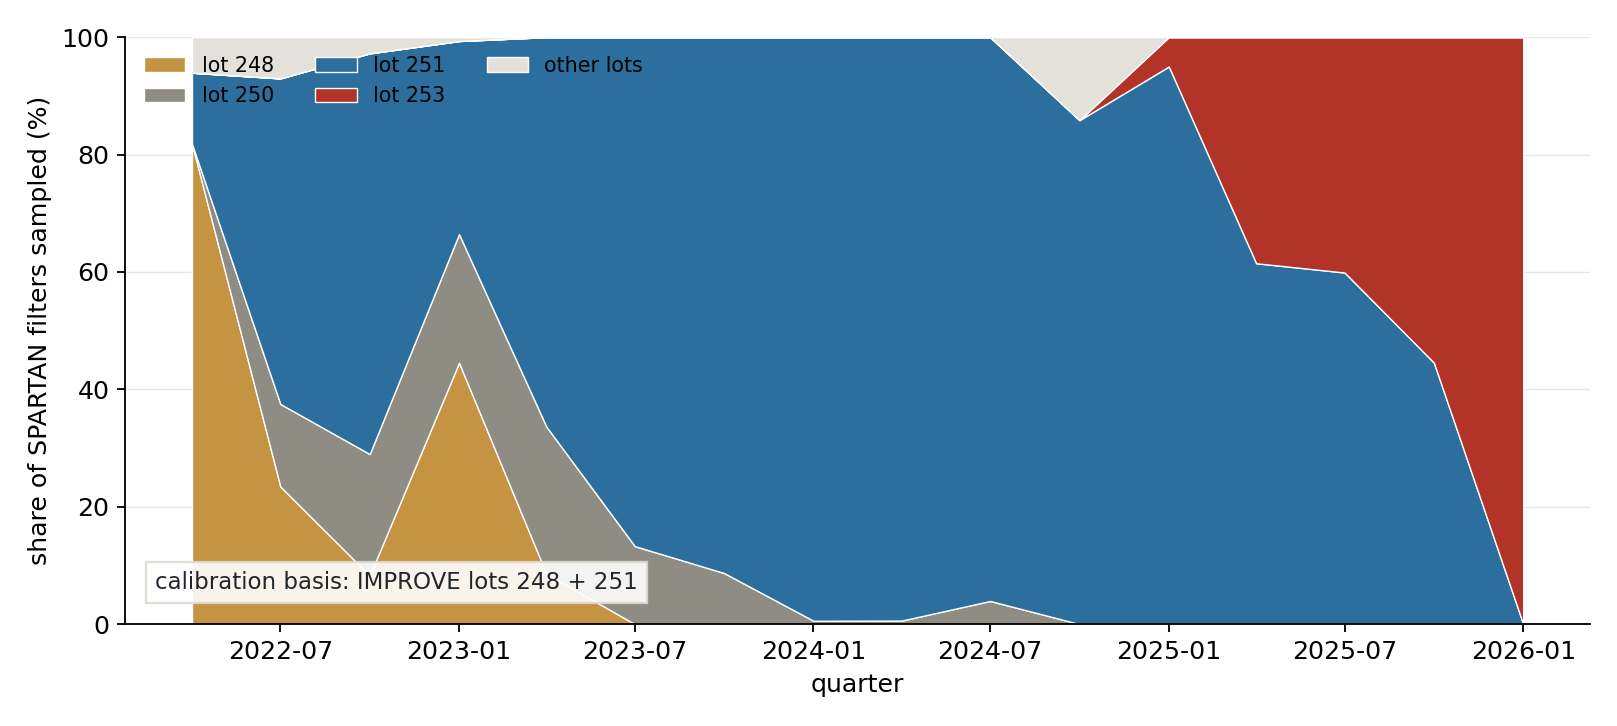 share of SPARTAN filters sampled (%)
100
80
60
40
20
0
lot 248
lot 250
lot 251
lot 253
other lots
calibration basis: IMPROVE lots 248 + 251
2022-07
2023-01
2023-07
2024-01
2024-07
2025-01
2025-07
2026-01
quarter